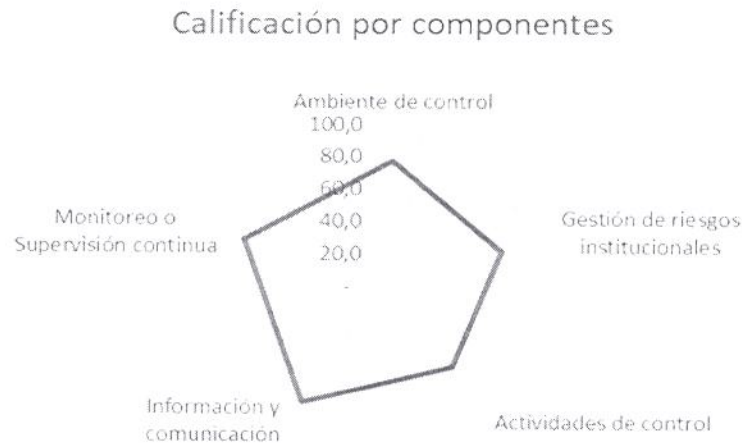 Calificación por componentes
Ambiente de control
100,0
80,0
60,0
40,0
20,0
-
Gestión de riesgos
institucionales
Actividades de control
Información y
comunicación
Monitoreo o
Supervisión continua